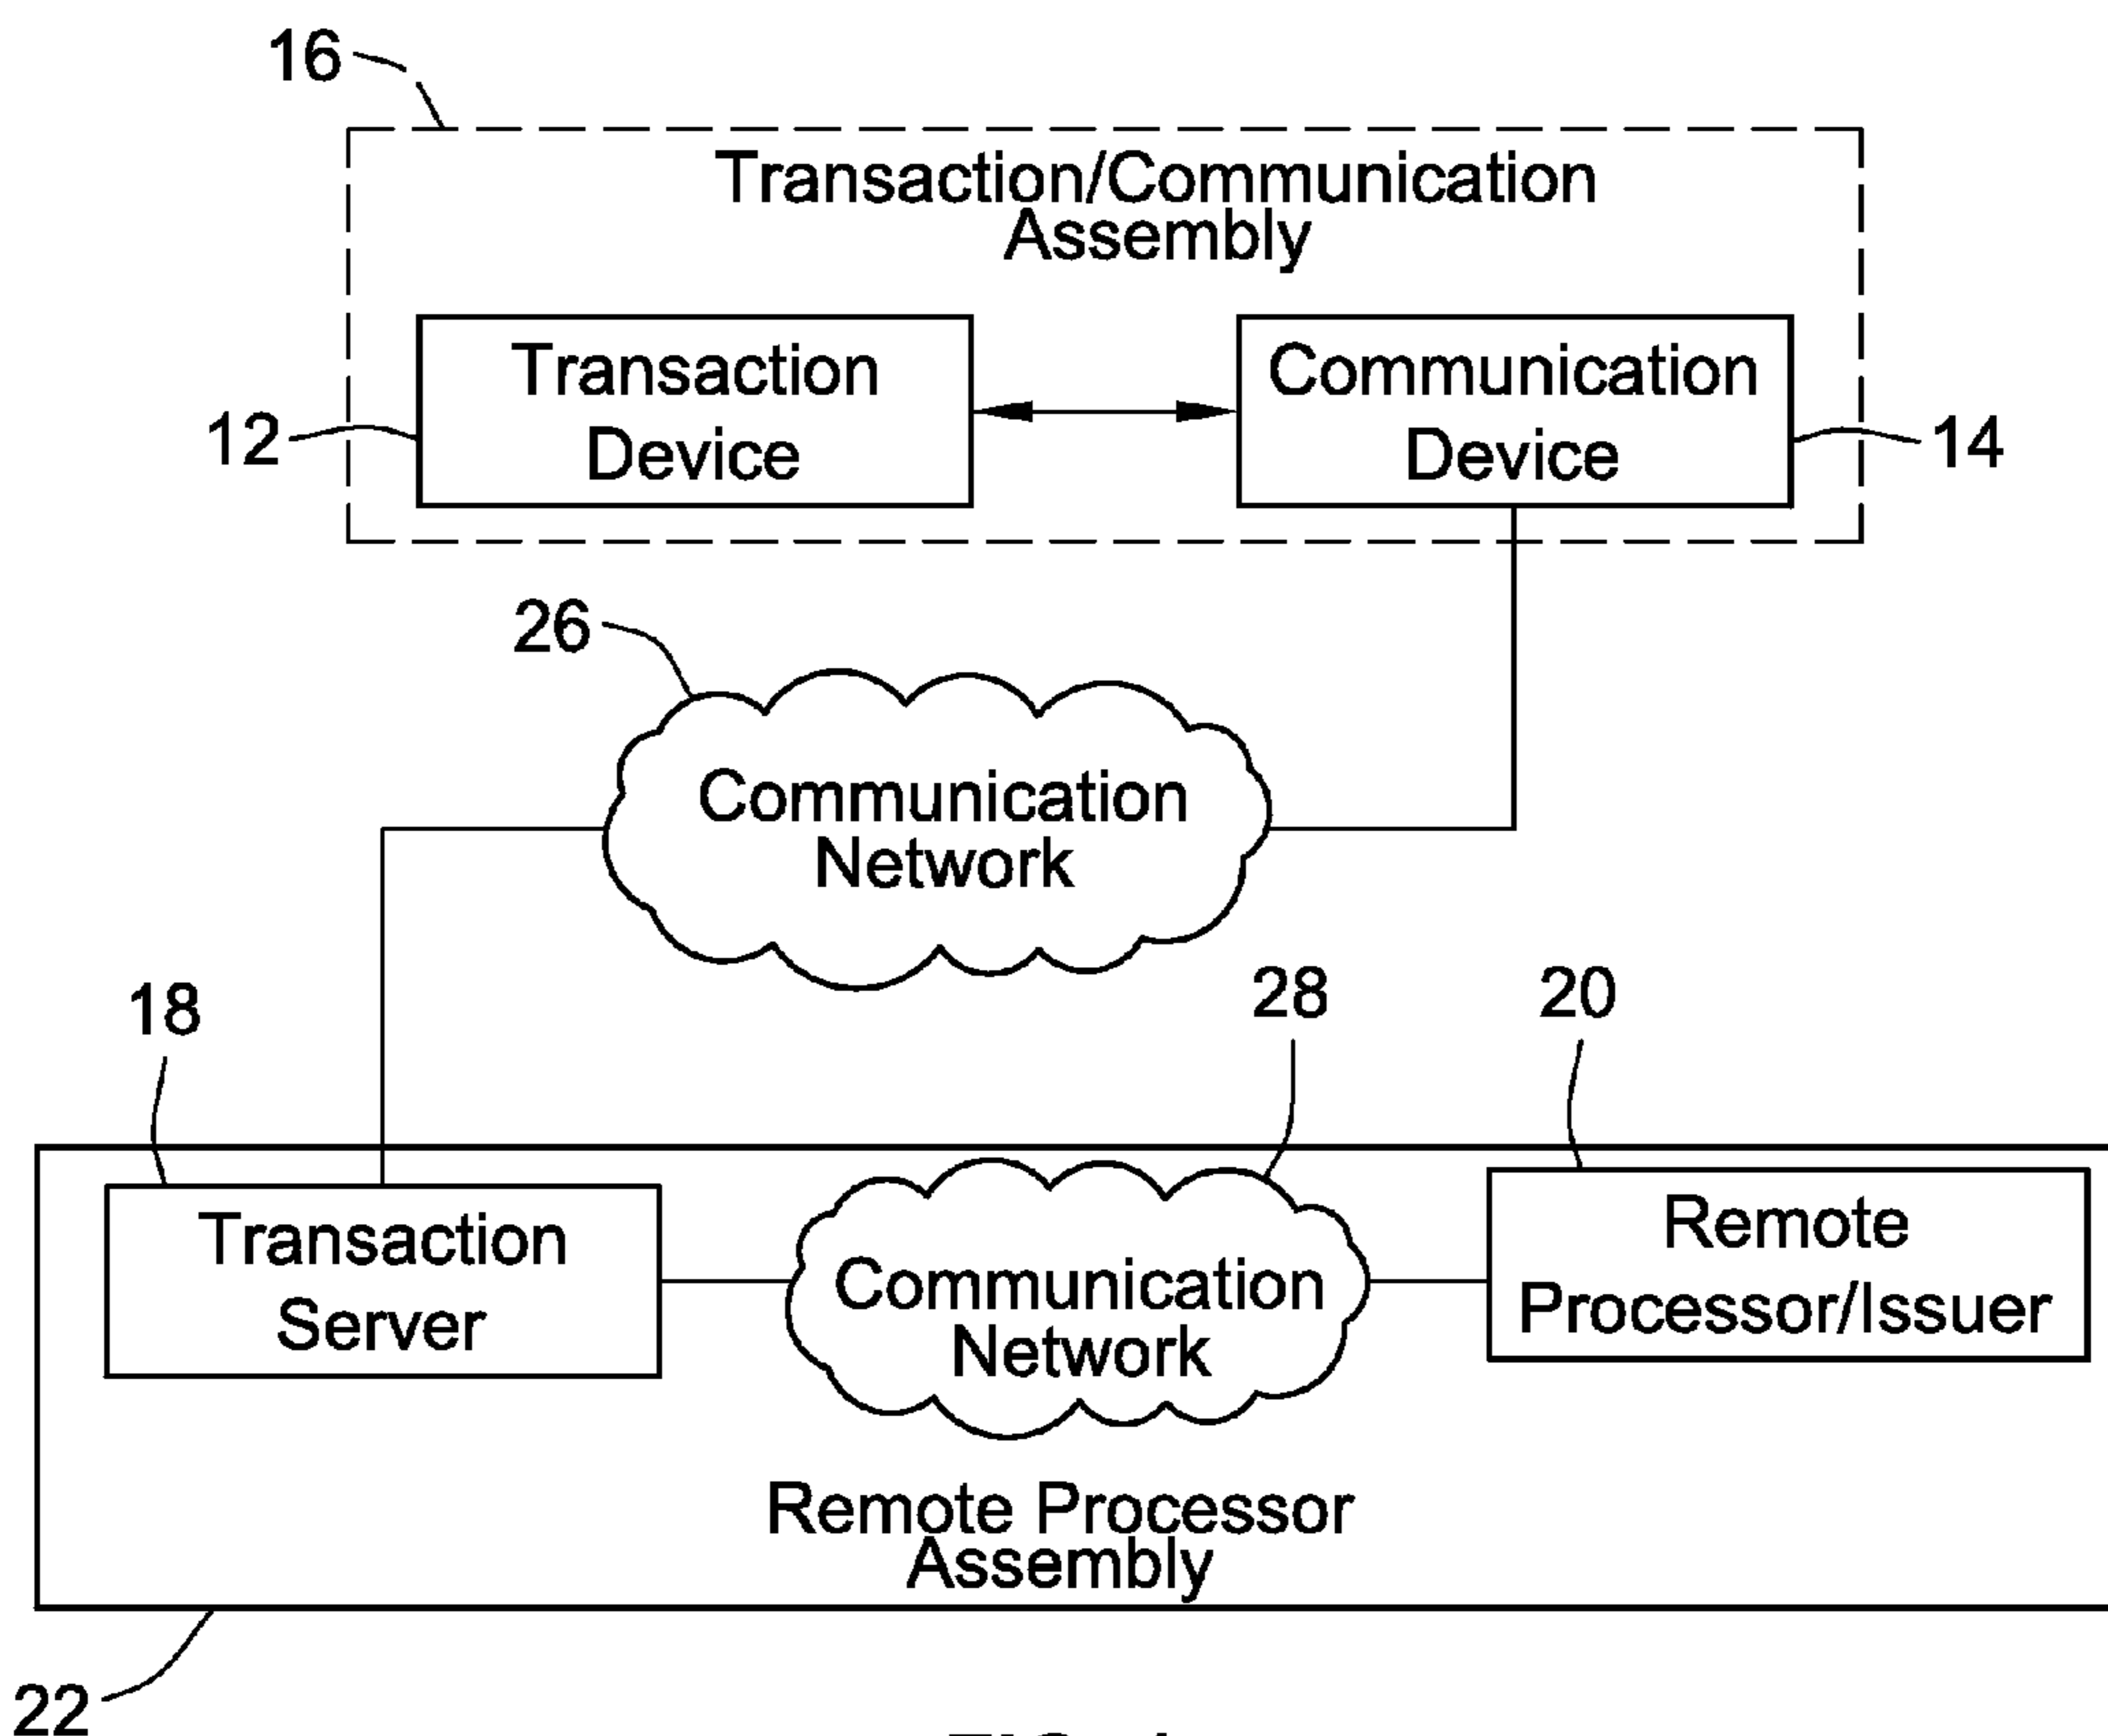 16
Transaction/Communication
Assembly
Transaction
Device
Communication
Device
12
14
26
Communication
Network
18
28
20
Transaction
Server
Communication
Network
Remote
Processor/Issuer
Remote Processor
Assembly
22